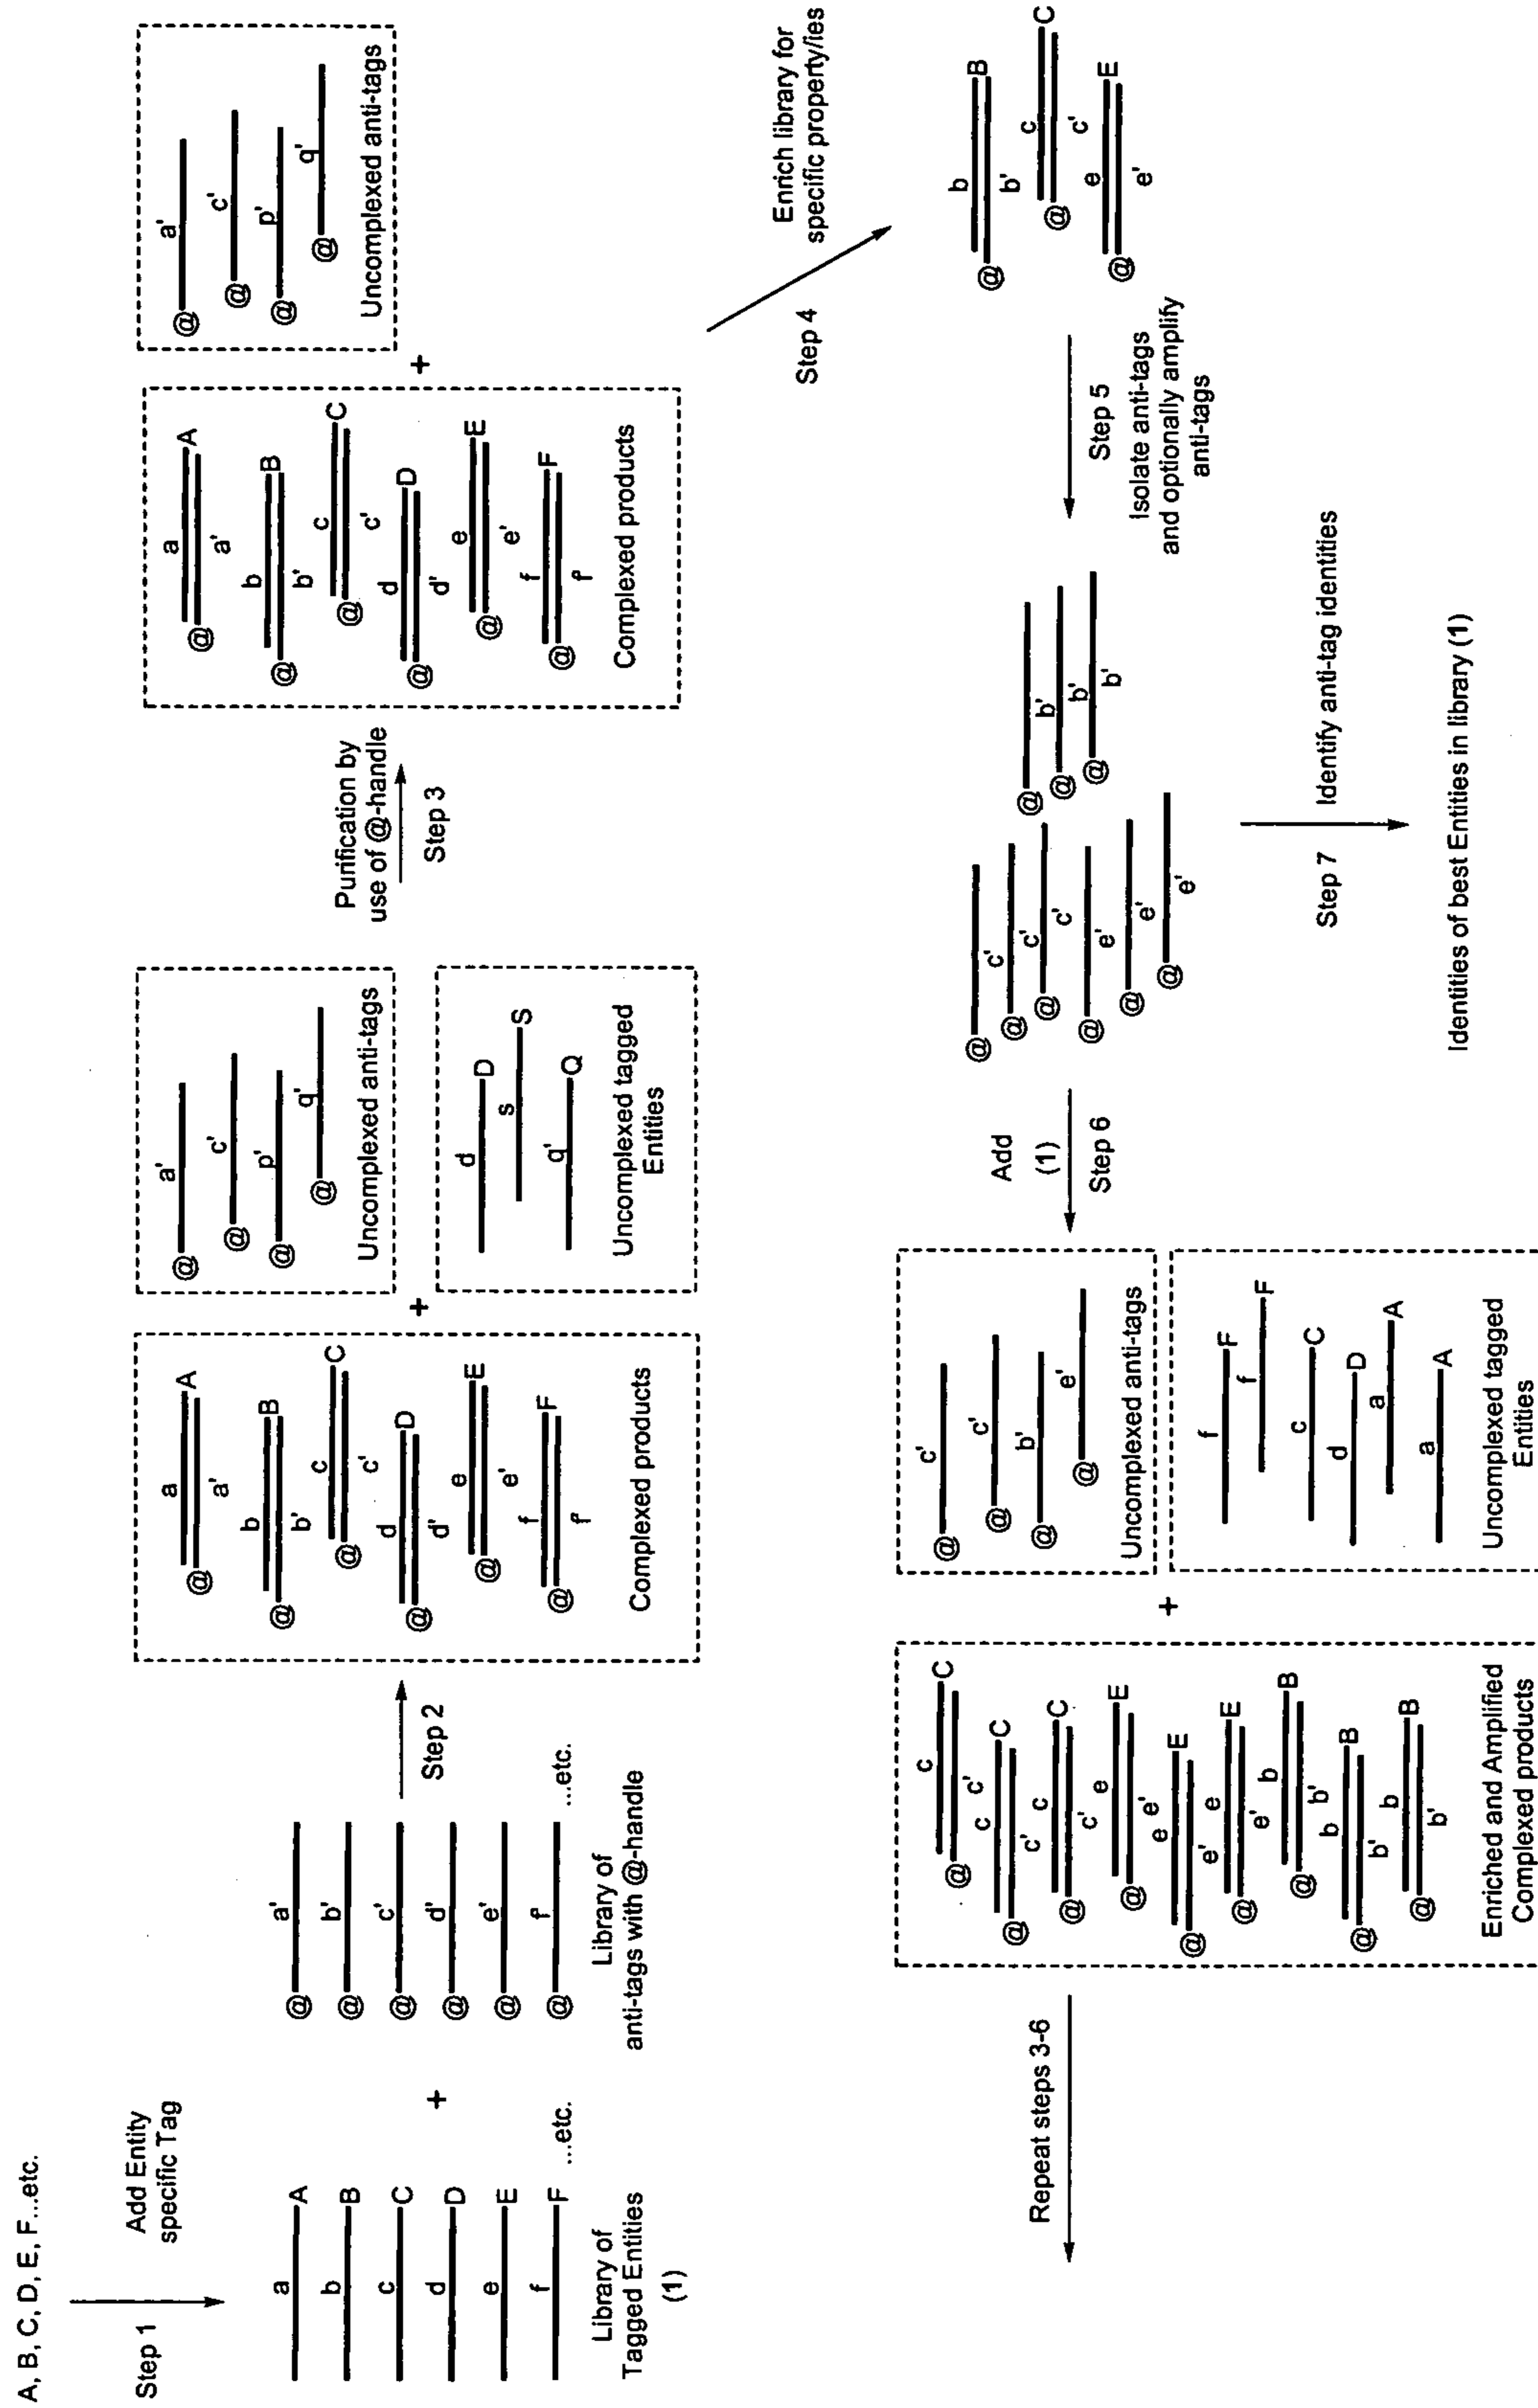 A, B, C, D, E, F...etc.
Step 1
Add Entity
specific Tag
a
A
b
B
c
C
d
D
e
E
f
F
...etc.
Library of
Tagged Entities
(1)
+
a'
@
b'
@
c'
@
d'
@
e'
@
f'
@
...etc.
Library of
anti-tags with @-handle
Step 2
a
A
@
a'
b
B
@
b'
c
C
@
c'
d
D
@
d'
e
E
@
e'
f
F
@
f'
Complexed products
+
a'
@
c'
@
p'
@
q'
@
Uncomplexed anti-tags
d
D
s
S
q'
Q
Uncomplexed tagged
Entities
Purification by
use of @-handle
Step 3
a
A
@
a'
b
B
@
b'
c
C
@
c'
d
D
@
d'
e
E
@
e'
f
F
@
f'
Complexed products
+
a'
@
c'
@
p'
@
q'
@
Uncomplexed anti-tags
Step 4
Enrich library for
specific property/ies
b
B
@
b'
c
C
@
c'
e
E
@
e'
Step 5
Isolate anti-tags
and optionally amplify
anti-tags
@
c'
@
c'
@
c'
@
e'
@
e'
@
e'
@
b'
@
b'
@
b'
Step 7
Identify anti-tag identities
Identities of best Entities in library (1)
Add
(1)
Step 6
c'
@
c'
@
b'
@
e'
@
Uncomplexed anti-tags
f
F
f
F
c
C
d
D
a
A
a
A
Uncomplexed tagged
Entities
+
c
C
@
c'
c
C
@
c'
c
C
@
c'
e
E
@
e'
e
E
@
e'
e
E
@
e'
b
B
@
b'
b
B
@
b'
b
B
@
b'
Enriched and Amplified
Complexed products
Repeat steps 3-6